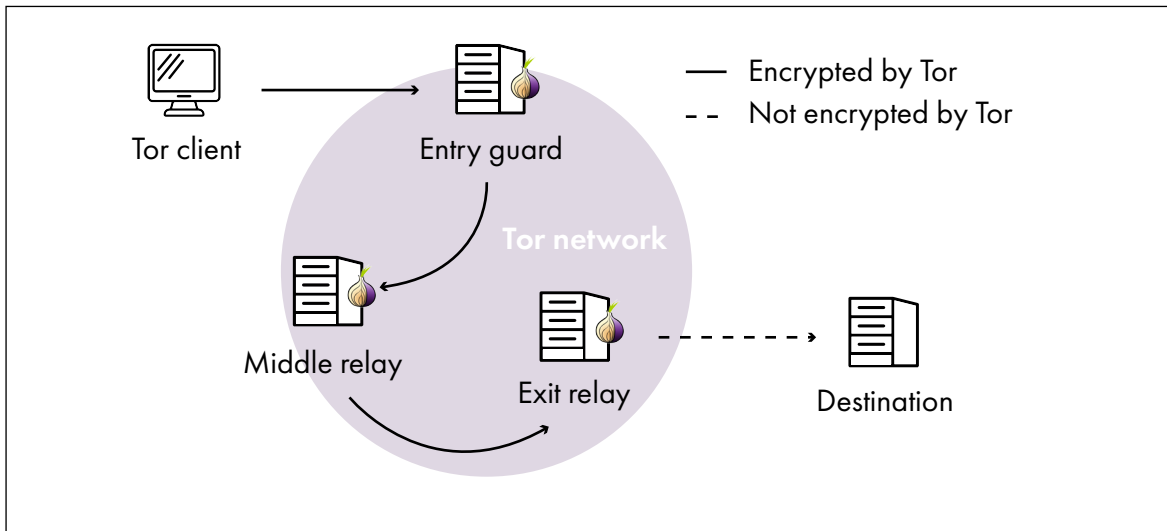 Encrypted by Tor
Not encrypted by Tor
Tor client
Entry guard
Tor network
Middle relay
Exit relay
Destination